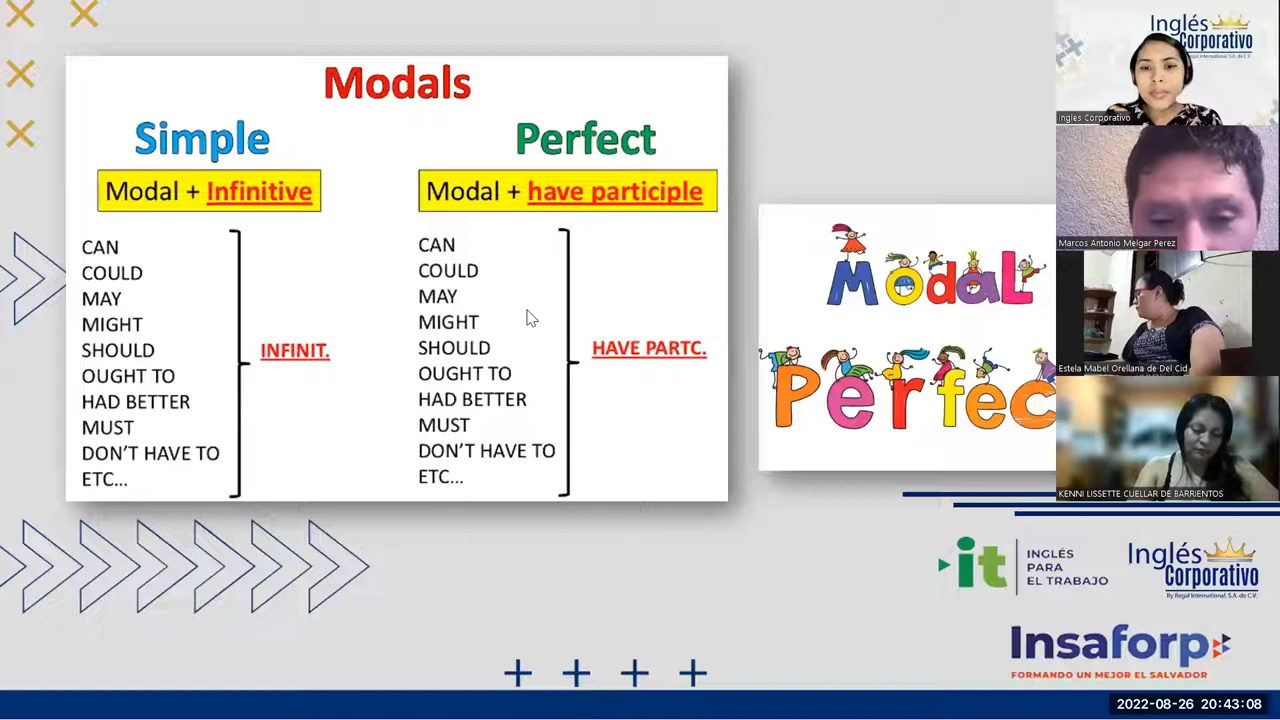 Modals
Simple
Modal + Infinitive
CAN
COULD
MAY
MIGHT
SHOULD
OUGHT TO
HAD BETTER
MUST
DON'T HAVE TO
ETC...
INFINIT.
Perfect
Modal + have participle
CAN
COULD
MAY
MIGHT
SHOULD
OUGHT TO
HAD BETTER
MUST
DON'T HAVE TO
ETC...
HAVE PARTC.
Modal
Perfec
Inglés
Corporativo
By Regal International, S.A. de C.V.
Ingles Corporativo
Marcos Antonio Melgar Perez
Estela Mabel Orellana de Del Cid
KENNI LISSETTE CUELLAR DE BARRIENTOS
it
INGLÉS
PARA
EL TRABAJO
Inglés
Corporativo
By Regal International, S.A. de C.V.
Insaforp
FORMANDO UN MEJOR EL SALVADOR
2022-08-26 20:43:08